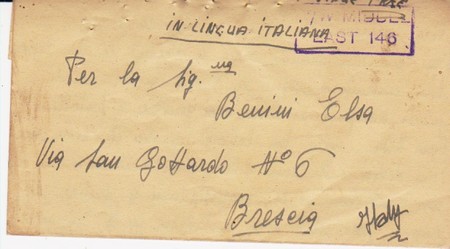 IN LINGUA ITALIANA
IN MIDDLE
EAST 146
Per la Sig.na
Benini Elsa
Via San Gottardo N° 6
Brescia Italy